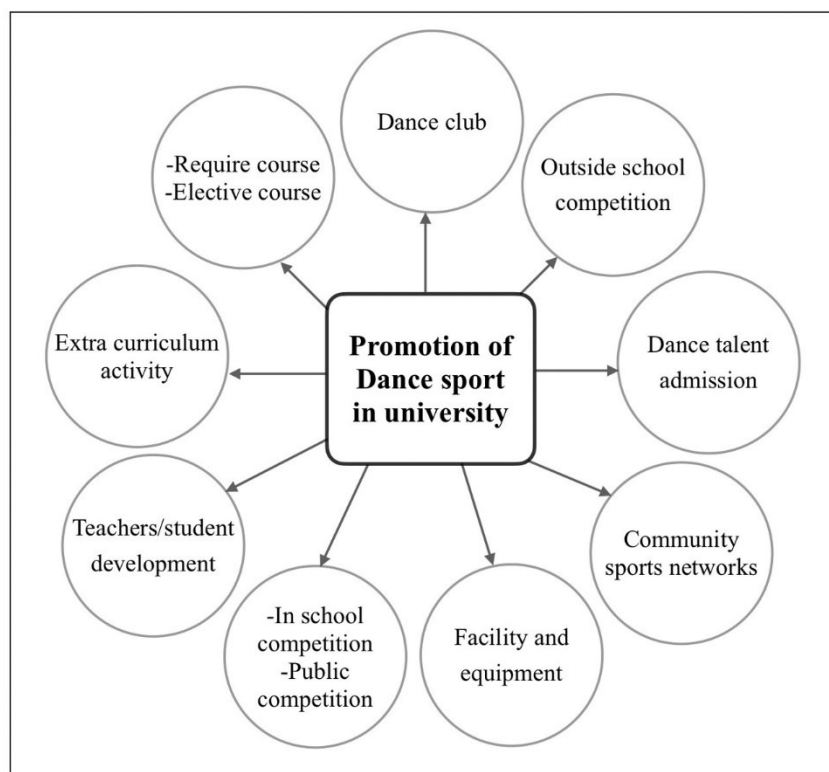 Dance club
Outside school
competition
Dance talent
admission
Community
sports networks
Facility and
equipment
-In school
competition
-Public
competition
Teachers/student
development
Extra curriculum
activity
-Require course
-Elective course
Promotion of
Dance sport
in university